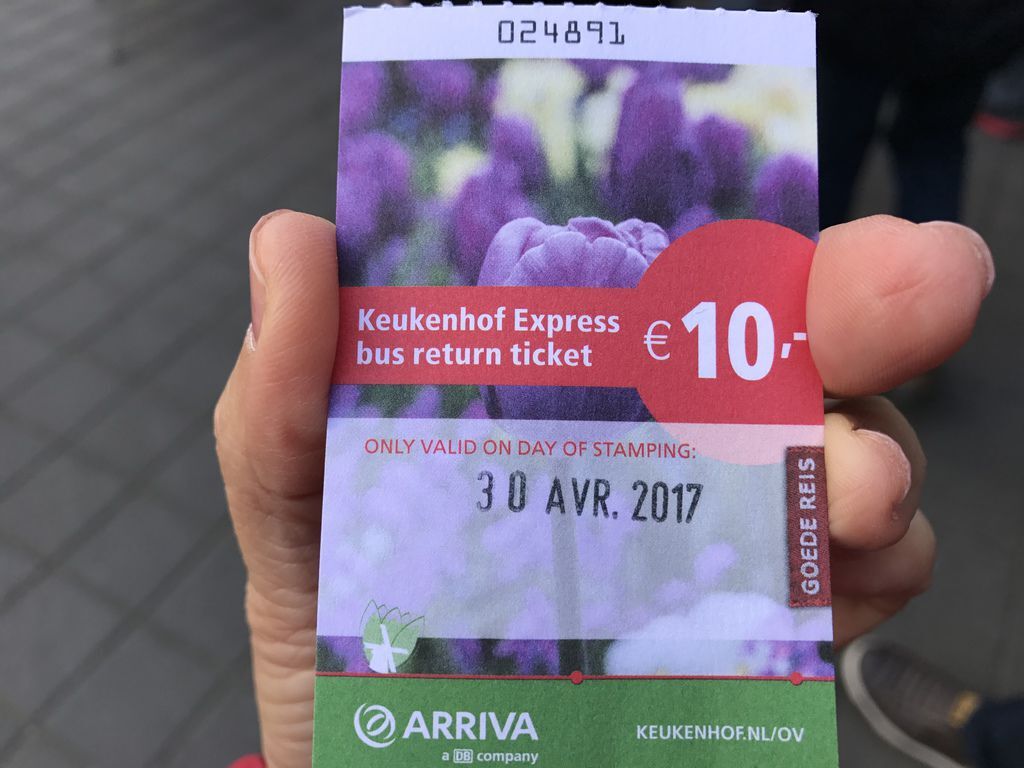 024891
Keukenhof Express
bus return ticket
€10,-
ONLY VALID ON DAY OF STAMPING:
30 AVR. 2017
GOEDE REIS
ARRIVA
a DB company
KEUKENHOF.NL/OV